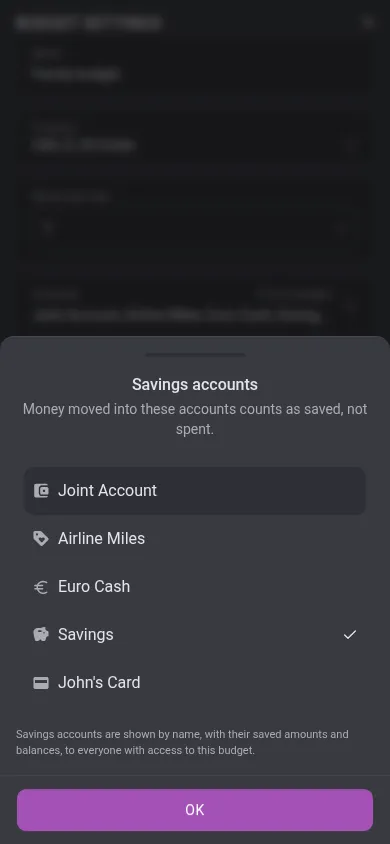 Savings accounts
Money moved into these accounts counts as saved, not
spent.
Joint Account
Airline Miles
Euro Cash
Savings
John's Card
Savings accounts are shown by name, with their saved amounts and
balances, to everyone with access to this budget.
OK